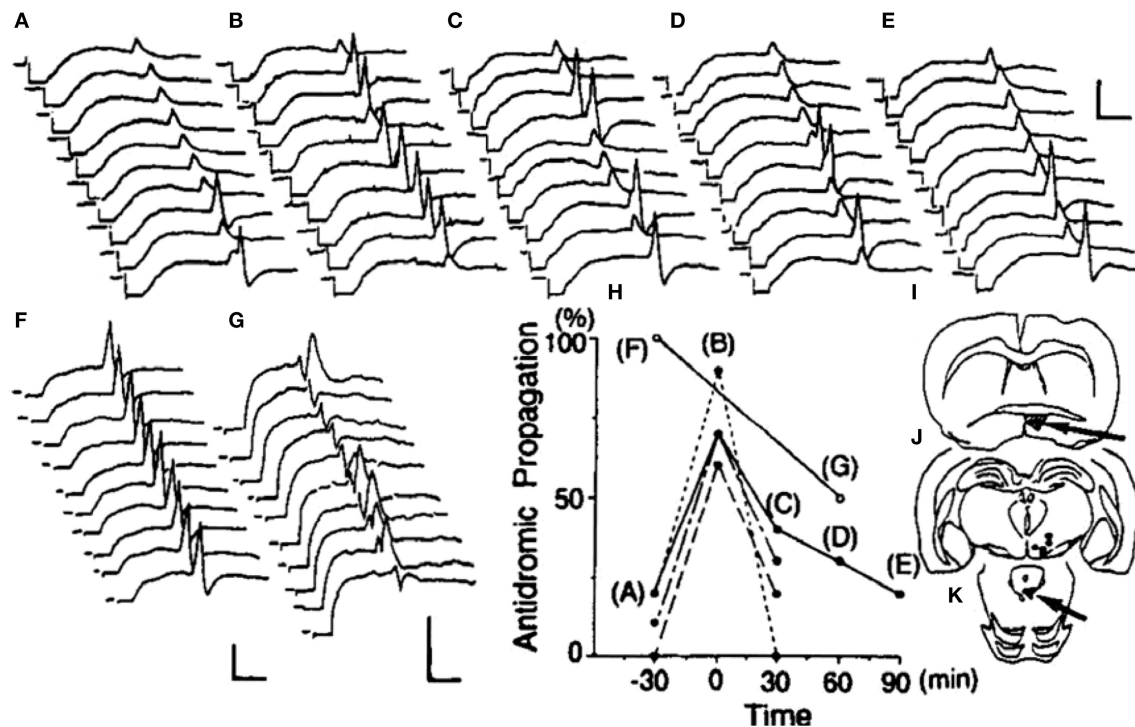 A B C D E
F G H I
(%)
100
50
0
Antidromic Propagation
(F)
(B)
(G)
(C)
(D)
(A)
(E)
-30 0 30 60 90 (min)
Time
J
K